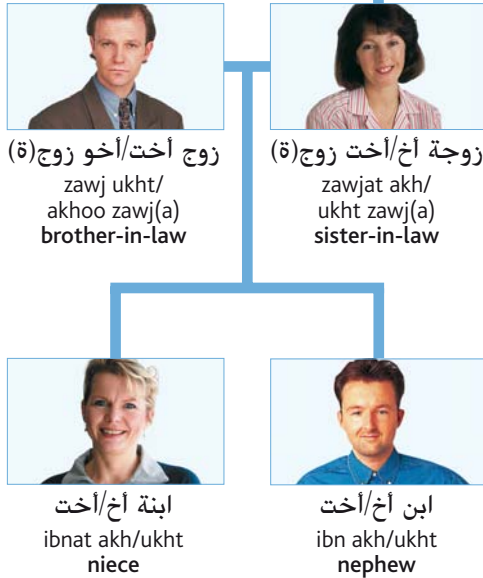 زوج أخت/أخو زوج(ة)
zawj ukht/
akhoo zawj(a)
brother-in-law
زوجة أخ/أخت زوج(ة)
zawjat akh/
ukht zawj(a)
sister-in-law
ابنة أخ/أخت
ibnat akh/ukht
niece
ابن أخ/أخت
ibn akh/ukht
nephew